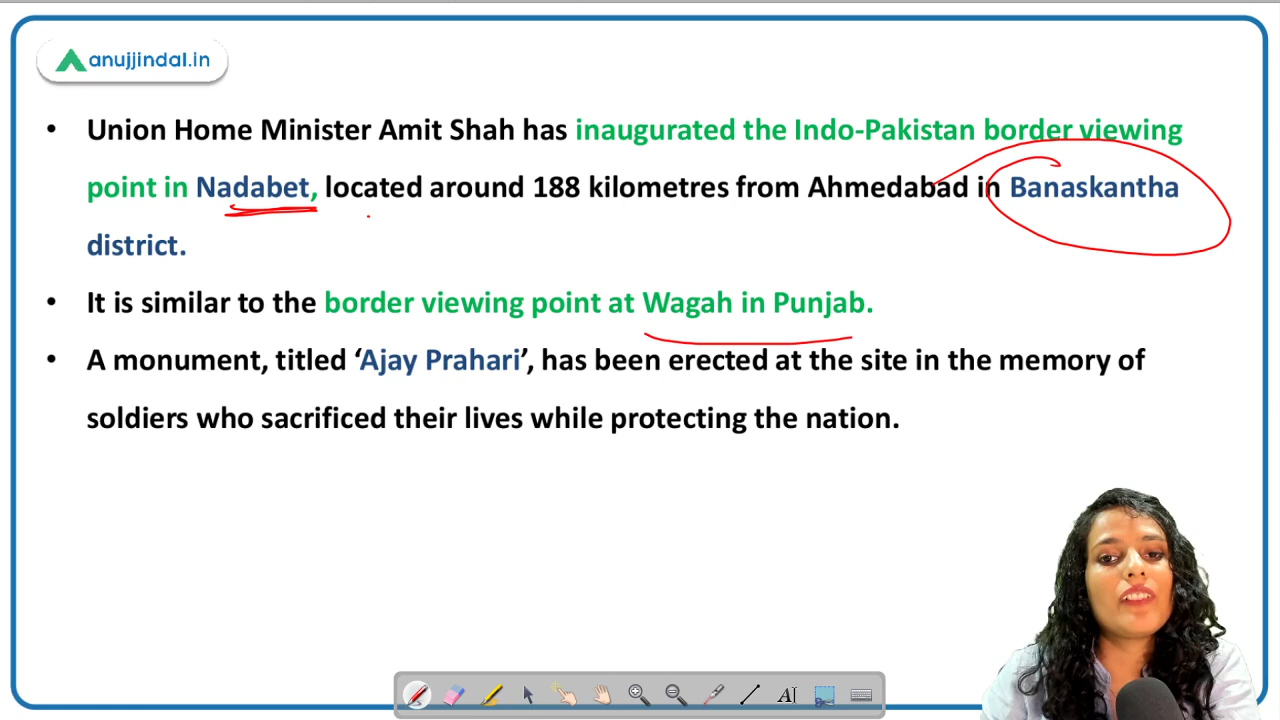 anujjindal.in
• Union Home Minister Amit Shah has inaugurated the Indo-Pakistan border viewing
point in Nadabet, located around 188 kilometres from Ahmedabad in Banaskantha
district.
• It is similar to the border viewing point at Wagah in Punjab.
• A monument, titled ‘Ajay Prahari’, has been erected at the site in the memory of
soldiers who sacrificed their lives while protecting the nation.
A